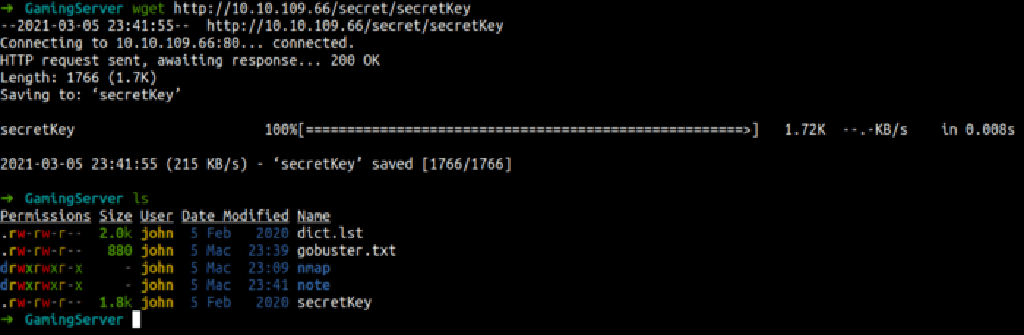 → GamingServer wget http://10.10.109.66/secret/secretKey
--2021-03-05 23:41:55-- http://10.10.109.66/secret/secretKey
Connecting to 10.10.109.66:80... connected.
HTTP request sent, awaiting response... 200 OK
Length: 1766 (1.7K)
Saving to: ‘secretKey’
secretKey 100%[======================================================>] 1.72K --.-KB/s in 0.008s
2021-03-05 23:41:55 (215 KB/s) - ‘secretKey’ saved [1766/1766]
→ GamingServer ls
Permissions Size User Date Modified Name
.rw-rw-r-- 2.0k john 5 Feb 2020 dict.lst
.rw-rw-r-- 880 john 5 Mac 23:39 gobuster.txt
drwxrwxr-x - john 5 Mac 23:09 nmap
drwxrwxr-x - john 5 Mac 23:41 note
.rw-rw-r-- 1.8k john 5 Feb 2020 secretKey
→ GamingServer